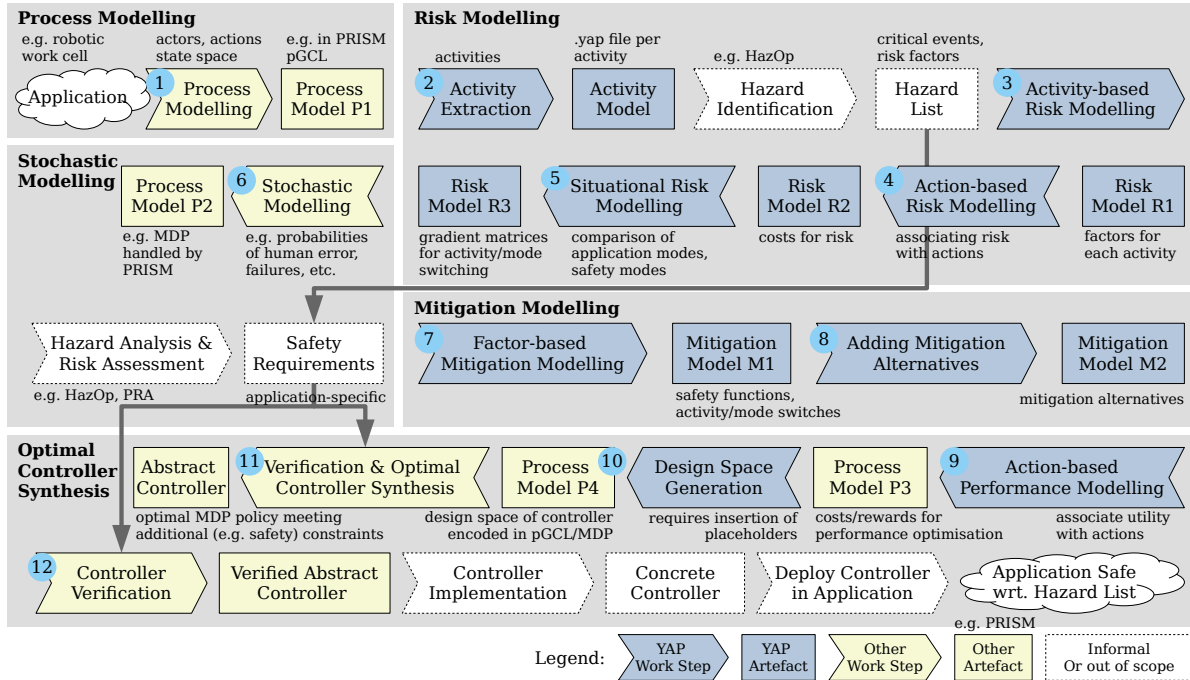 Process Modelling
e.g. robotic
work cell
actors, actions
state space
e.g. in PRISM
pGCL
Application
1
Process
Modelling
Process
Model P1
Risk Modelling
activities
.yap file per
activity
e.g. HazOp
critical events,
risk factors
2
Activity
Extraction
Activity
Model
Hazard
Identification
Hazard
List
3
Activity-based
Risk Modelling
Risk
Model R3
5
Situational Risk
Modelling
Risk
Model R2
4
Action-based
Risk Modelling
Risk
Model R1
gradient matrices
for activity/mode
switching
comparison of
application modes,
safety modes
costs for risk
associating risk
with actions
factors for
each activity
Stochastic
Modelling
Process
Model P2
6
Stochastic
Modelling
e.g. MDP
handled by
PRISM
e.g. probabilities
of human error,
failures, etc.
Hazard Analysis &
Risk Assessment
Safety
Requirements
e.g. HazOp, PRA
application-specific
Mitigation Modelling
7
Factor-based
Mitigation Modelling
Mitigation
Model M1
8
Adding Mitigation
Alternatives
Mitigation
Model M2
safety functions,
activity/mode switches
mitigation alternatives
Optimal
Controller
Synthesis
Abstract
Controller
11
Verification & Optimal
Controller Synthesis
Process
Model P4
10
Design Space
Generation
Process
Model P3
9
Action-based
Performance Modelling
optimal MDP policy meeting
additional (e.g. safety) constraints
design space of controller
encoded in pGCL/MDP
requires insertion of
placeholders
costs/rewards for
performance optimisation
associate utility
with actions
12
Controller
Verification
Verified Abstract
Controller
Controller
Implementation
Concrete
Controller
Deploy Controller
in Application
Application Safe
wrt. Hazard List
Legend:
YAP
Work Step
YAP
Artefact
Other
Work Step
e.g. PRISM
Other
Artefact
Informal
Or out of scope